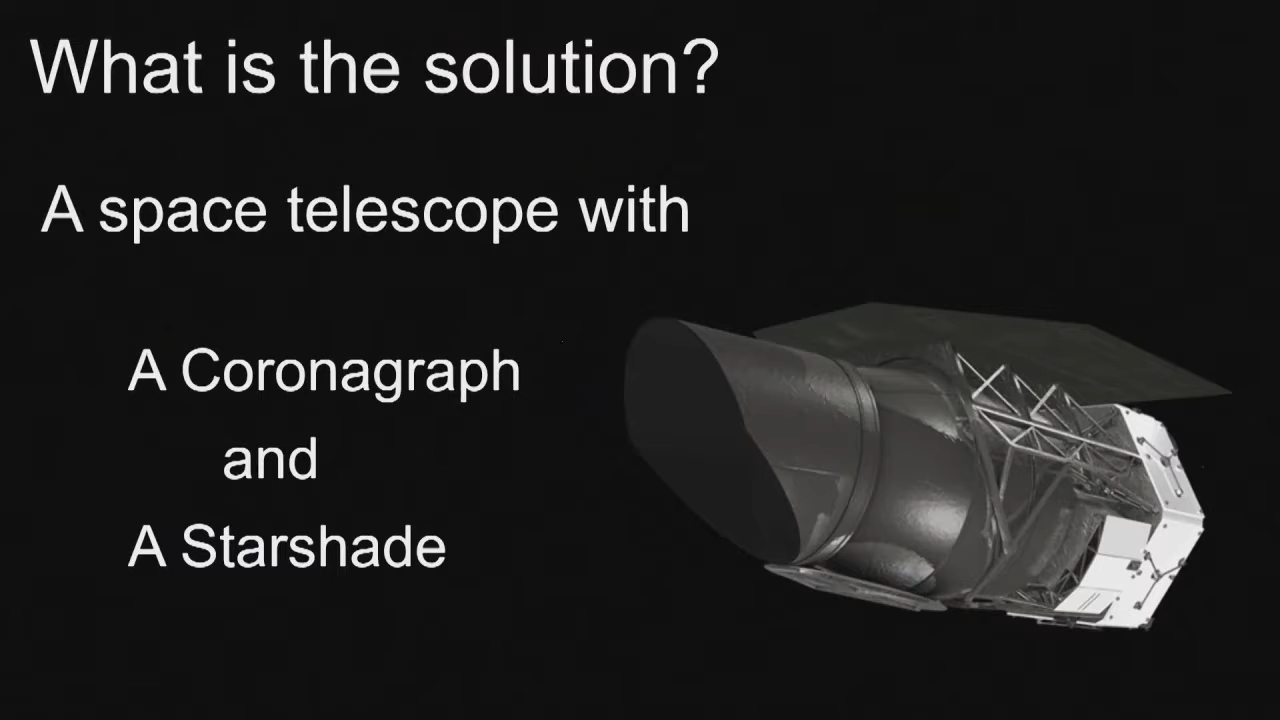 What is the solution?
A space telescope with
A Coronagraph
and
A Starshade